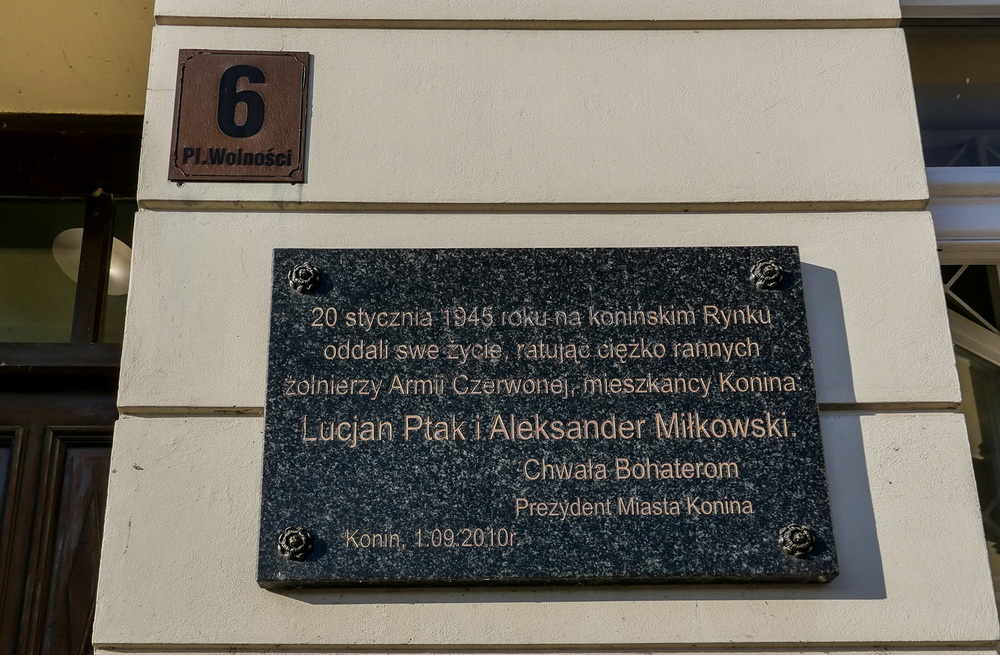 6
Pl. Wolności
20 stycznia 1945 roku na konińskim Rynku
oddali swe życie, ratując ciężko rannych
żołnierzy Armii Czerwonej, mieszkańcy Konina:
Lucjan Ptak i Aleksander Miłkowski.
Chwała Bohaterom
Prezydent Miasta Konina
Konin, 1.09.2010r.